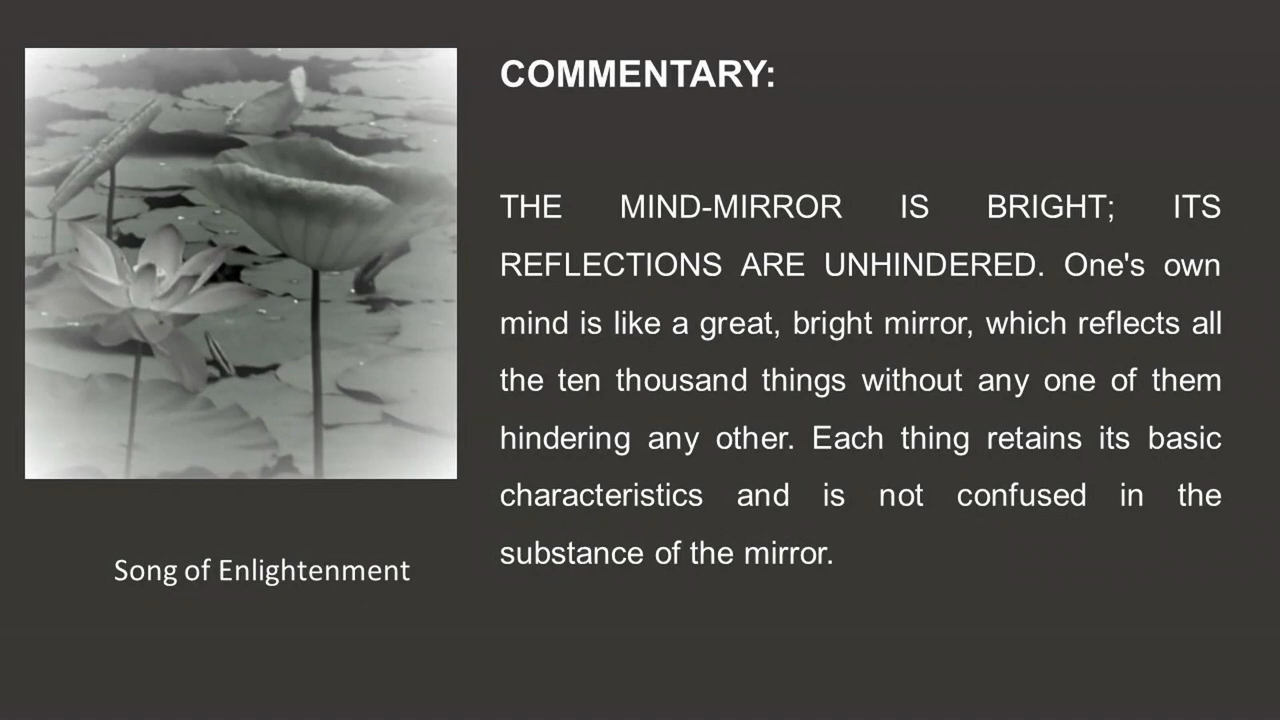 COMMENTARY:
THE MIND-MIRROR IS BRIGHT; ITS
REFLECTIONS ARE UNHINDERED. One's own
mind is like a great, bright mirror, which reflects all
the ten thousand things without any one of them
hindering any other. Each thing retains its basic
characteristics and is not confused in the
substance of the mirror.
Song of Enlightenment